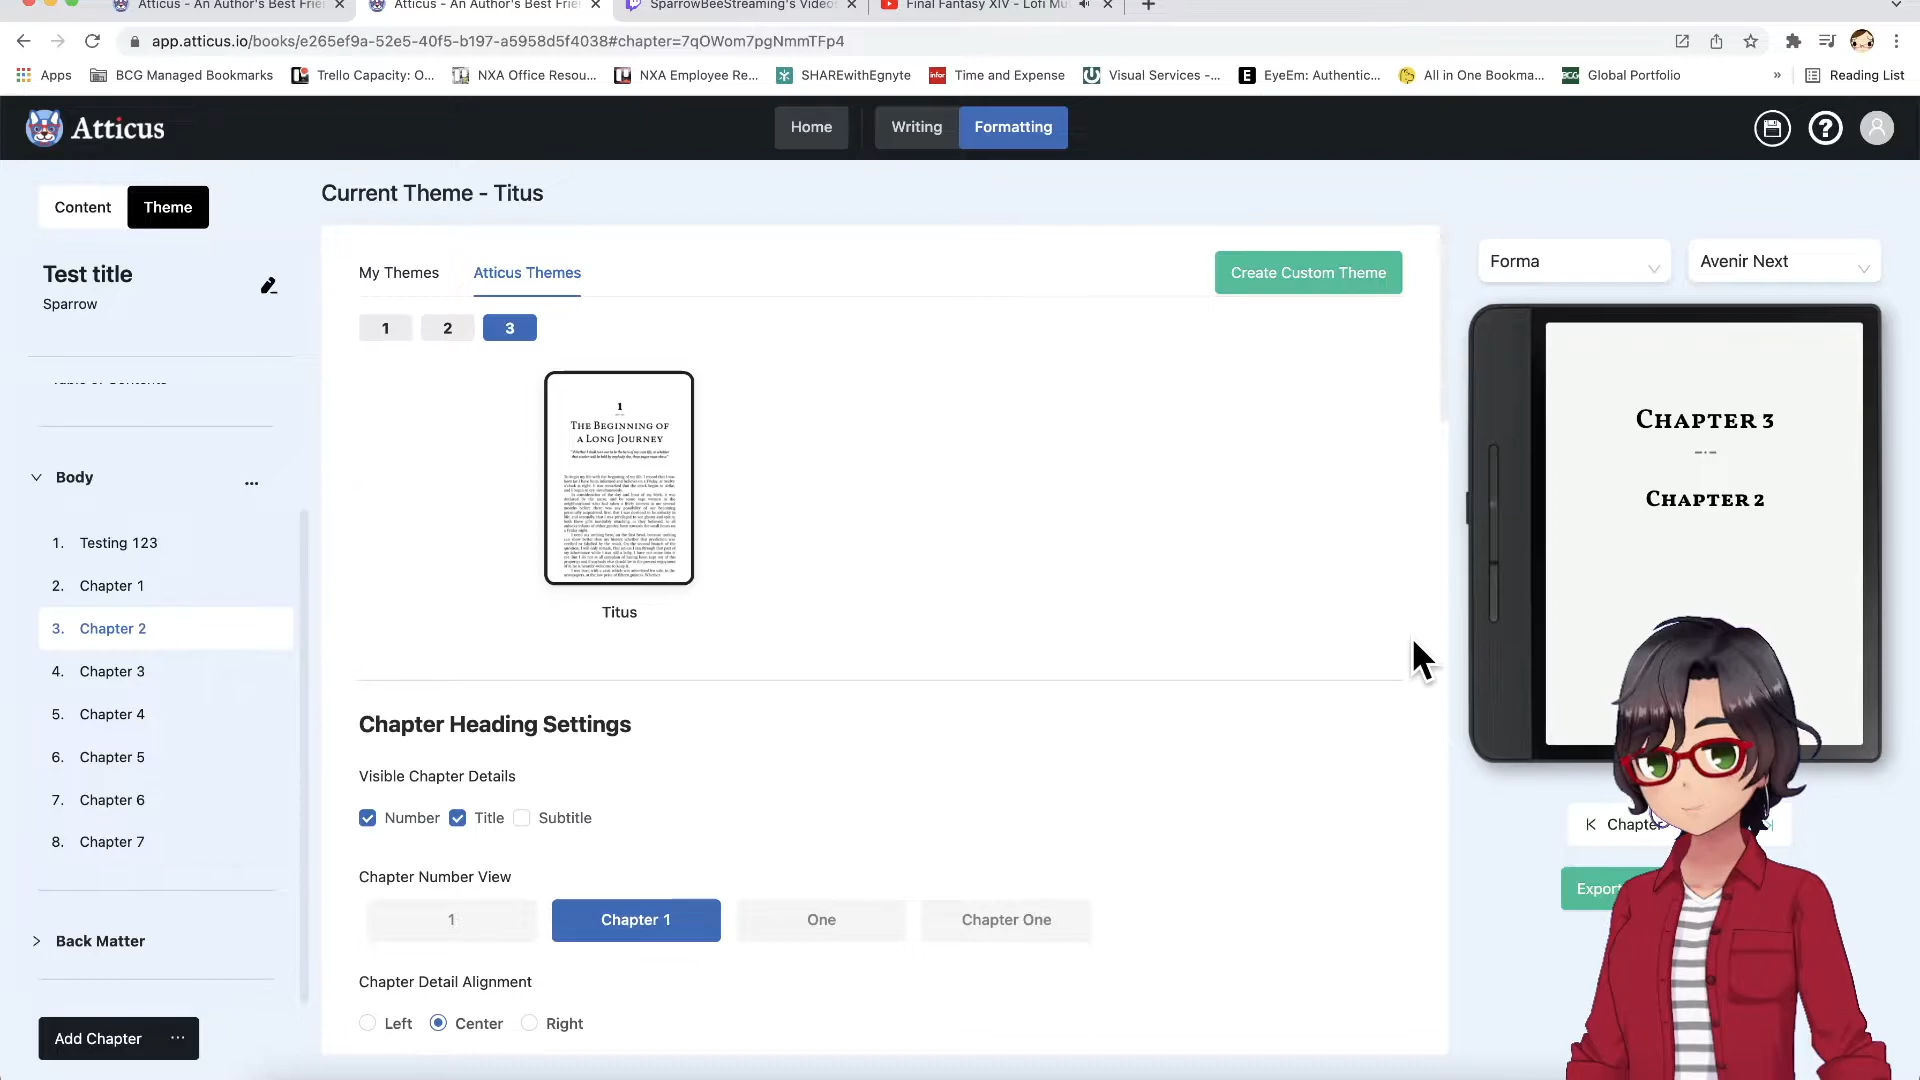 Atticus - An Author's Best Frie
Atticus - An Author's Best Frie
SparrowBeeStreaming's Videos
Final Fantasy XIV - Lofi Mu
app.atticus.io/books/e265ef9a-52e5-40f5-b197-a5958d5f4038#chapter=7qOWom7pgNmmTFp4
Apps
BCG Managed Bookmarks
Trello Capacity: O...
NXA Office Resou...
NXA Employee Re...
SHAREwithEgnyte
Time and Expense
Visual Services -...
EyeEm: Authentic...
All in One Bookma...
Global Portfolio
»
Reading List
Atticus
Home
Writing
Formatting
Content
Theme
Current Theme - Titus
Test title
Sparrow
My Themes
Atticus Themes
Create Custom Theme
1
2
3
Forma
Avenir Next
Table of Contents
Body
...
1. Testing 123
2. Chapter 1
3. Chapter 2
4. Chapter 3
5. Chapter 4
6. Chapter 5
7. Chapter 6
8. Chapter 7
Back Matter
Add Chapter ...
1
The Beginning of
a Long Journey
Titus
Chapter Heading Settings
Visible Chapter Details
Number
Title
Subtitle
Chapter Number View
1
Chapter 1
One
Chapter One
Chapter Detail Alignment
Left
Center
Right
Chapter 3
Chapter 2
Chapter
Export